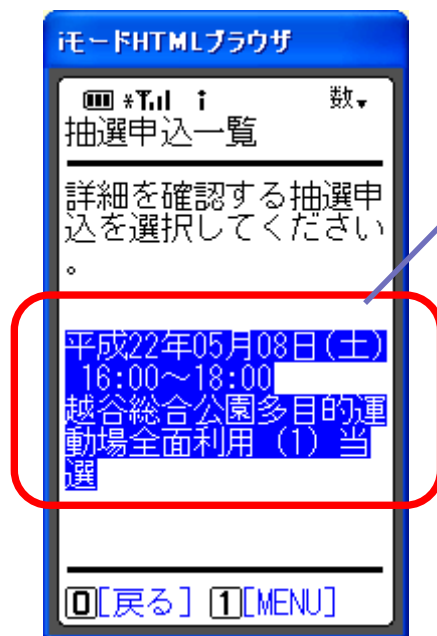 iモードHTMLブラウザ
数▼
抽選申込一覧
詳細を確認する抽選申
込を選択してください
。
平成22年05月08日(土)
16:00～18:00
越谷総合公園多目的運
動場全面利用 (1) 当
選
0[戻る] 1[MENU]